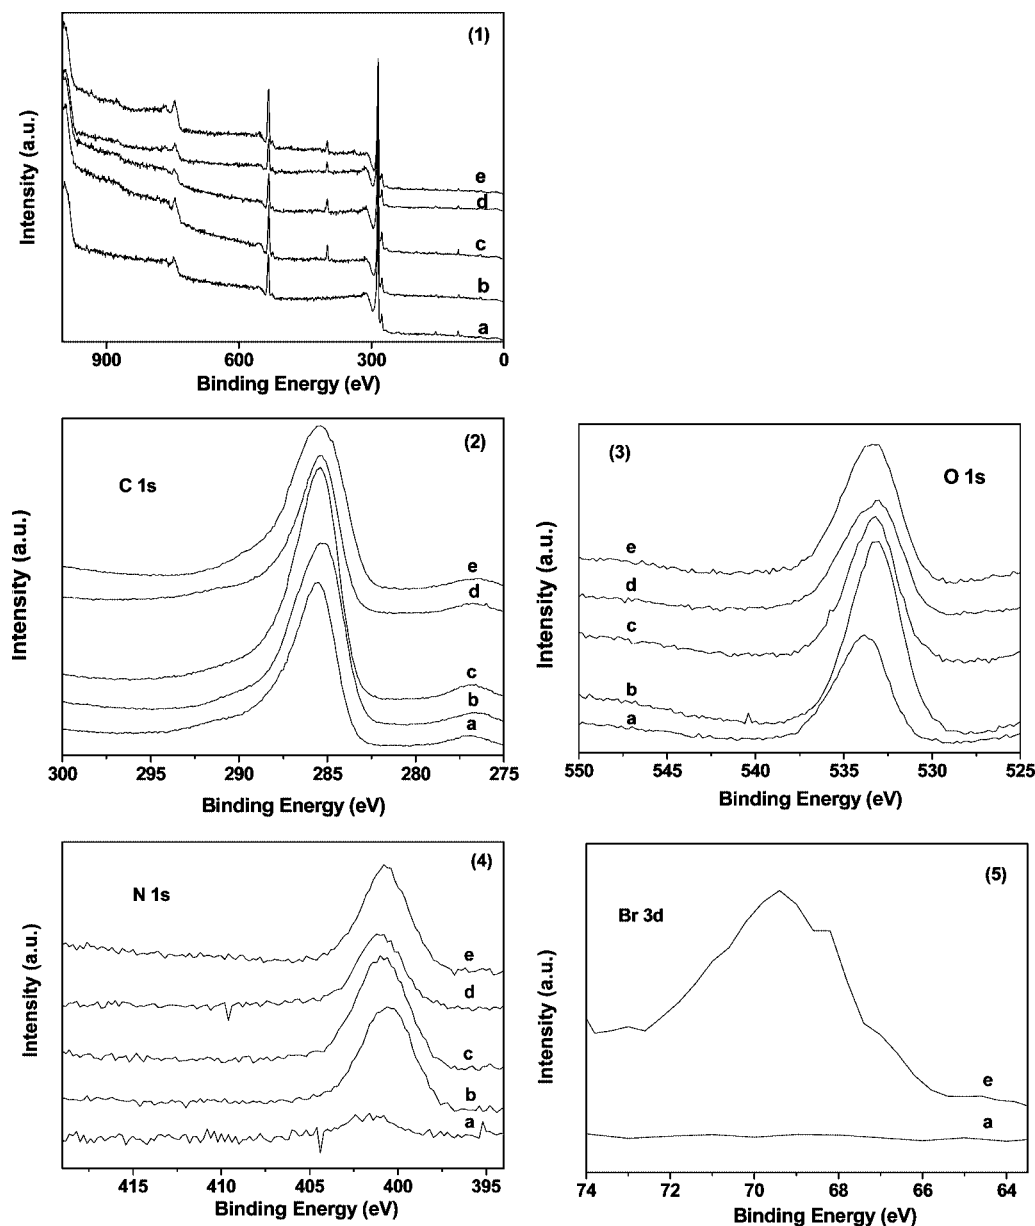 (1)
Intensity (a.u.)
e
d
c
b
a
900 600 300 0
Binding Energy (eV)
(2)
C 1s
Intensity (a.u.)
e
d
c
b
a
300 295 290 285 280 275
Binding Energy (eV)
(3)
O 1s
Intensity (a.u.)
e
d
c
b
a
550 545 540 535 530 525
Binding Energy (eV)
(4)
N 1s
Intensity (a.u.)
e
d
c
b
a
415 410 405 400 395
Binding Energy (eV)
(5)
Br 3d
Intensity (a.u.)
e
a
74 72 70 68 66 64
Binding Energy (eV)